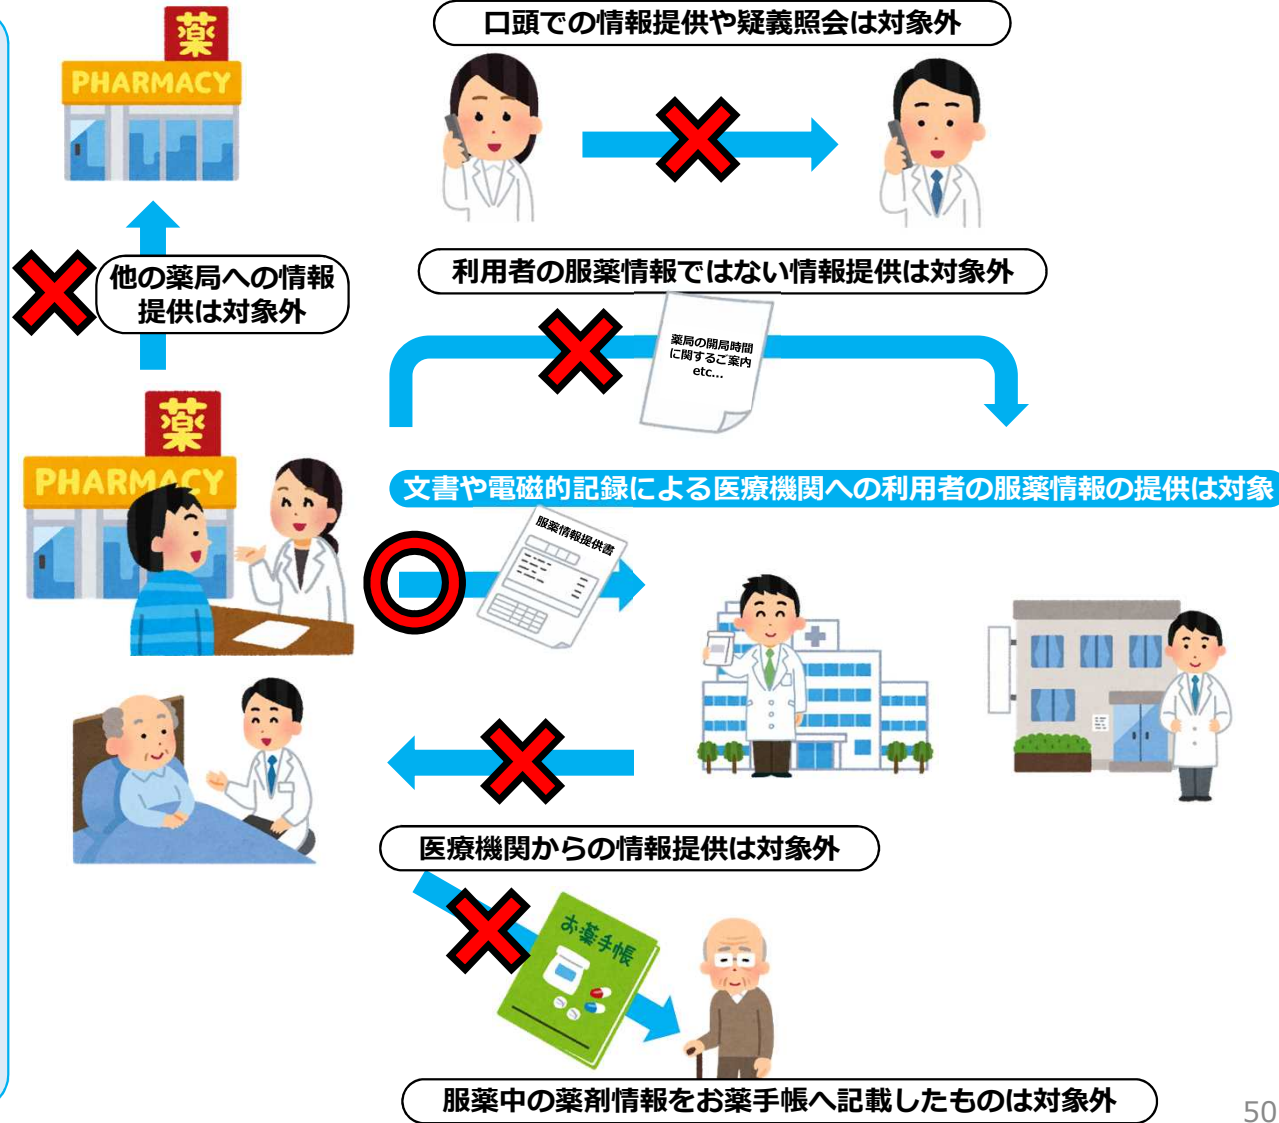 口頭での情報提供や疑義照会は対象外
薬
PHARMACY
他の薬局への情報
提供は対象外
利用者の服薬情報ではない情報提供は対象外
薬局の開局時間
に関するご案内
etc...
薬
PHARMACY
文書や電磁的記録による医療機関への利用者の服薬情報の提供は対象
服薬情報提供書
医療機関からの情報提供は対象外
お薬手帳
服薬中の薬剤情報をお薬手帳へ記載したものは対象外
50